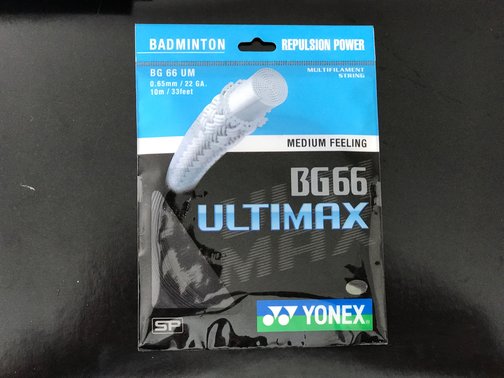 BADMINTON
REPULSION POWER
BG 66 UM
0.65mm / 22 GA.
10m / 33feet
MULTIFILAMENT
STRING
MEDIUM FEELING
BG66
ULTIMAX
SP
YONEX